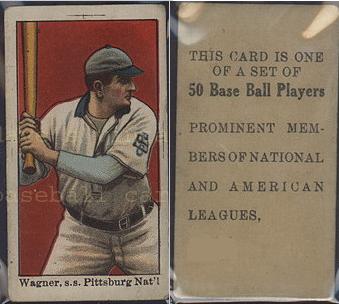 Wagner, s.s. Pittsburg Nat'l
THIS CARD IS ONE
OF A SET OF
50 Base Ball Players
PROMINENT MEM-
BERS OF NATIONAL
AND AMERICAN
LEAGUES,